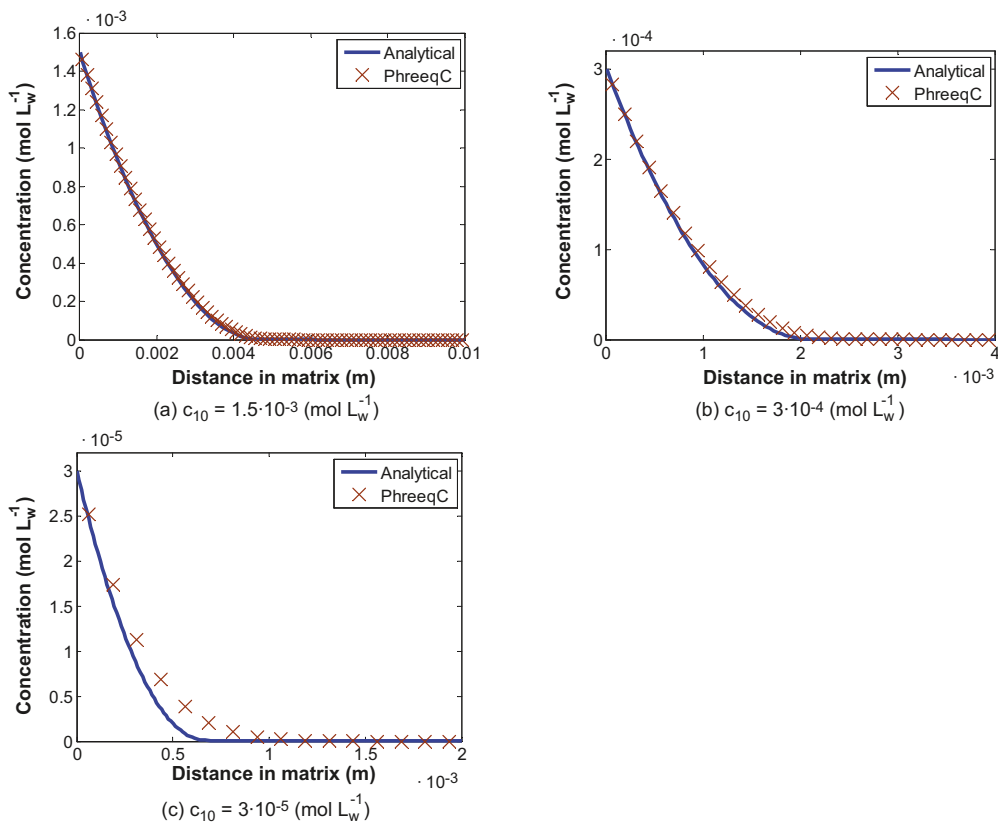 · 10⁻³
1.6
1.4
1.2
1
0.8
0.6
0.4
0.2
0
0 0.002 0.004 0.006 0.008 0.01
Concentration (mol L_w⁻¹)
Distance in matrix (m)
Analytical
PhreeqC
(a) c₁₀ = 1.5·10⁻³ (mol L_w⁻¹)
· 10⁻⁴
3
2
1
0
0 1 2 3 4
· 10⁻³
Concentration (mol L_w⁻¹)
Distance in matrix (m)
Analytical
PhreeqC
(b) c₁₀ = 3·10⁻⁴ (mol L_w⁻¹)
· 10⁻⁵
3
2.5
2
1.5
1
0.5
0
0 0.5 1 1.5 2
· 10⁻³
Concentration (mol L_w⁻¹)
Distance in matrix (m)
Analytical
PhreeqC
(c) c₁₀ = 3·10⁻⁵ (mol L_w⁻¹)